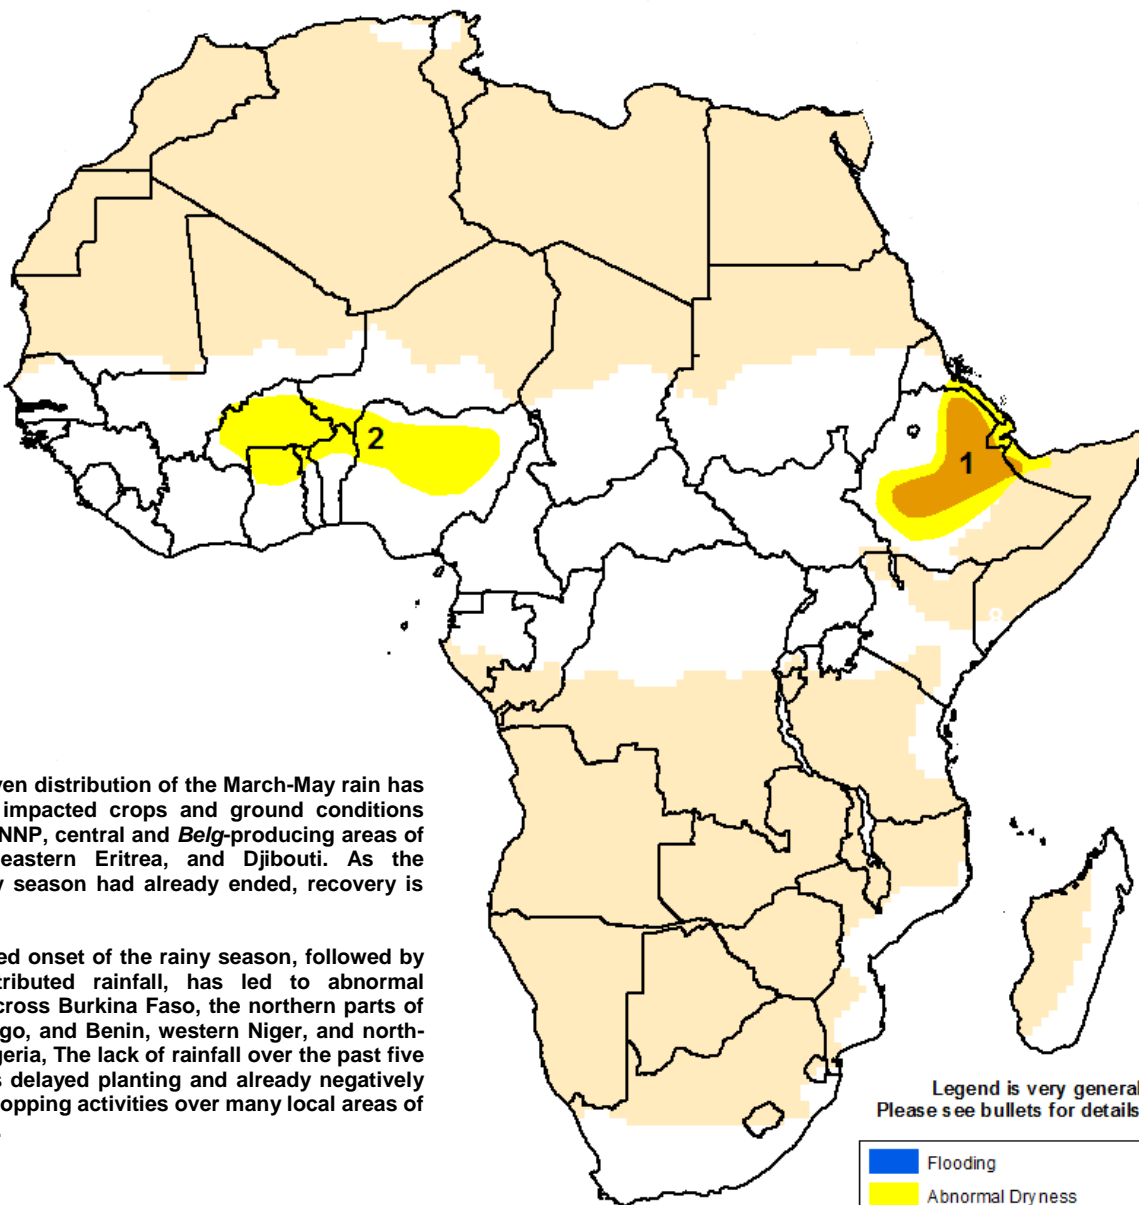 2
1
8
ven distribution of the March-May rain has
impacted crops and ground conditions
NNP, central and Belg-producing areas of
eastern Eritrea, and Djibouti. As the
y season had already ended, recovery is
ed onset of the rainy season, followed by
tributed rainfall, has led to abnormal
cross Burkina Faso, the northern parts of
go, and Benin, western Niger, and north-
geria, The lack of rainfall over the past five
s delayed planting and already negatively
opping activities over many local areas of
Legend is very general
Please see bullets for details
Flooding
Abnormal Dryness